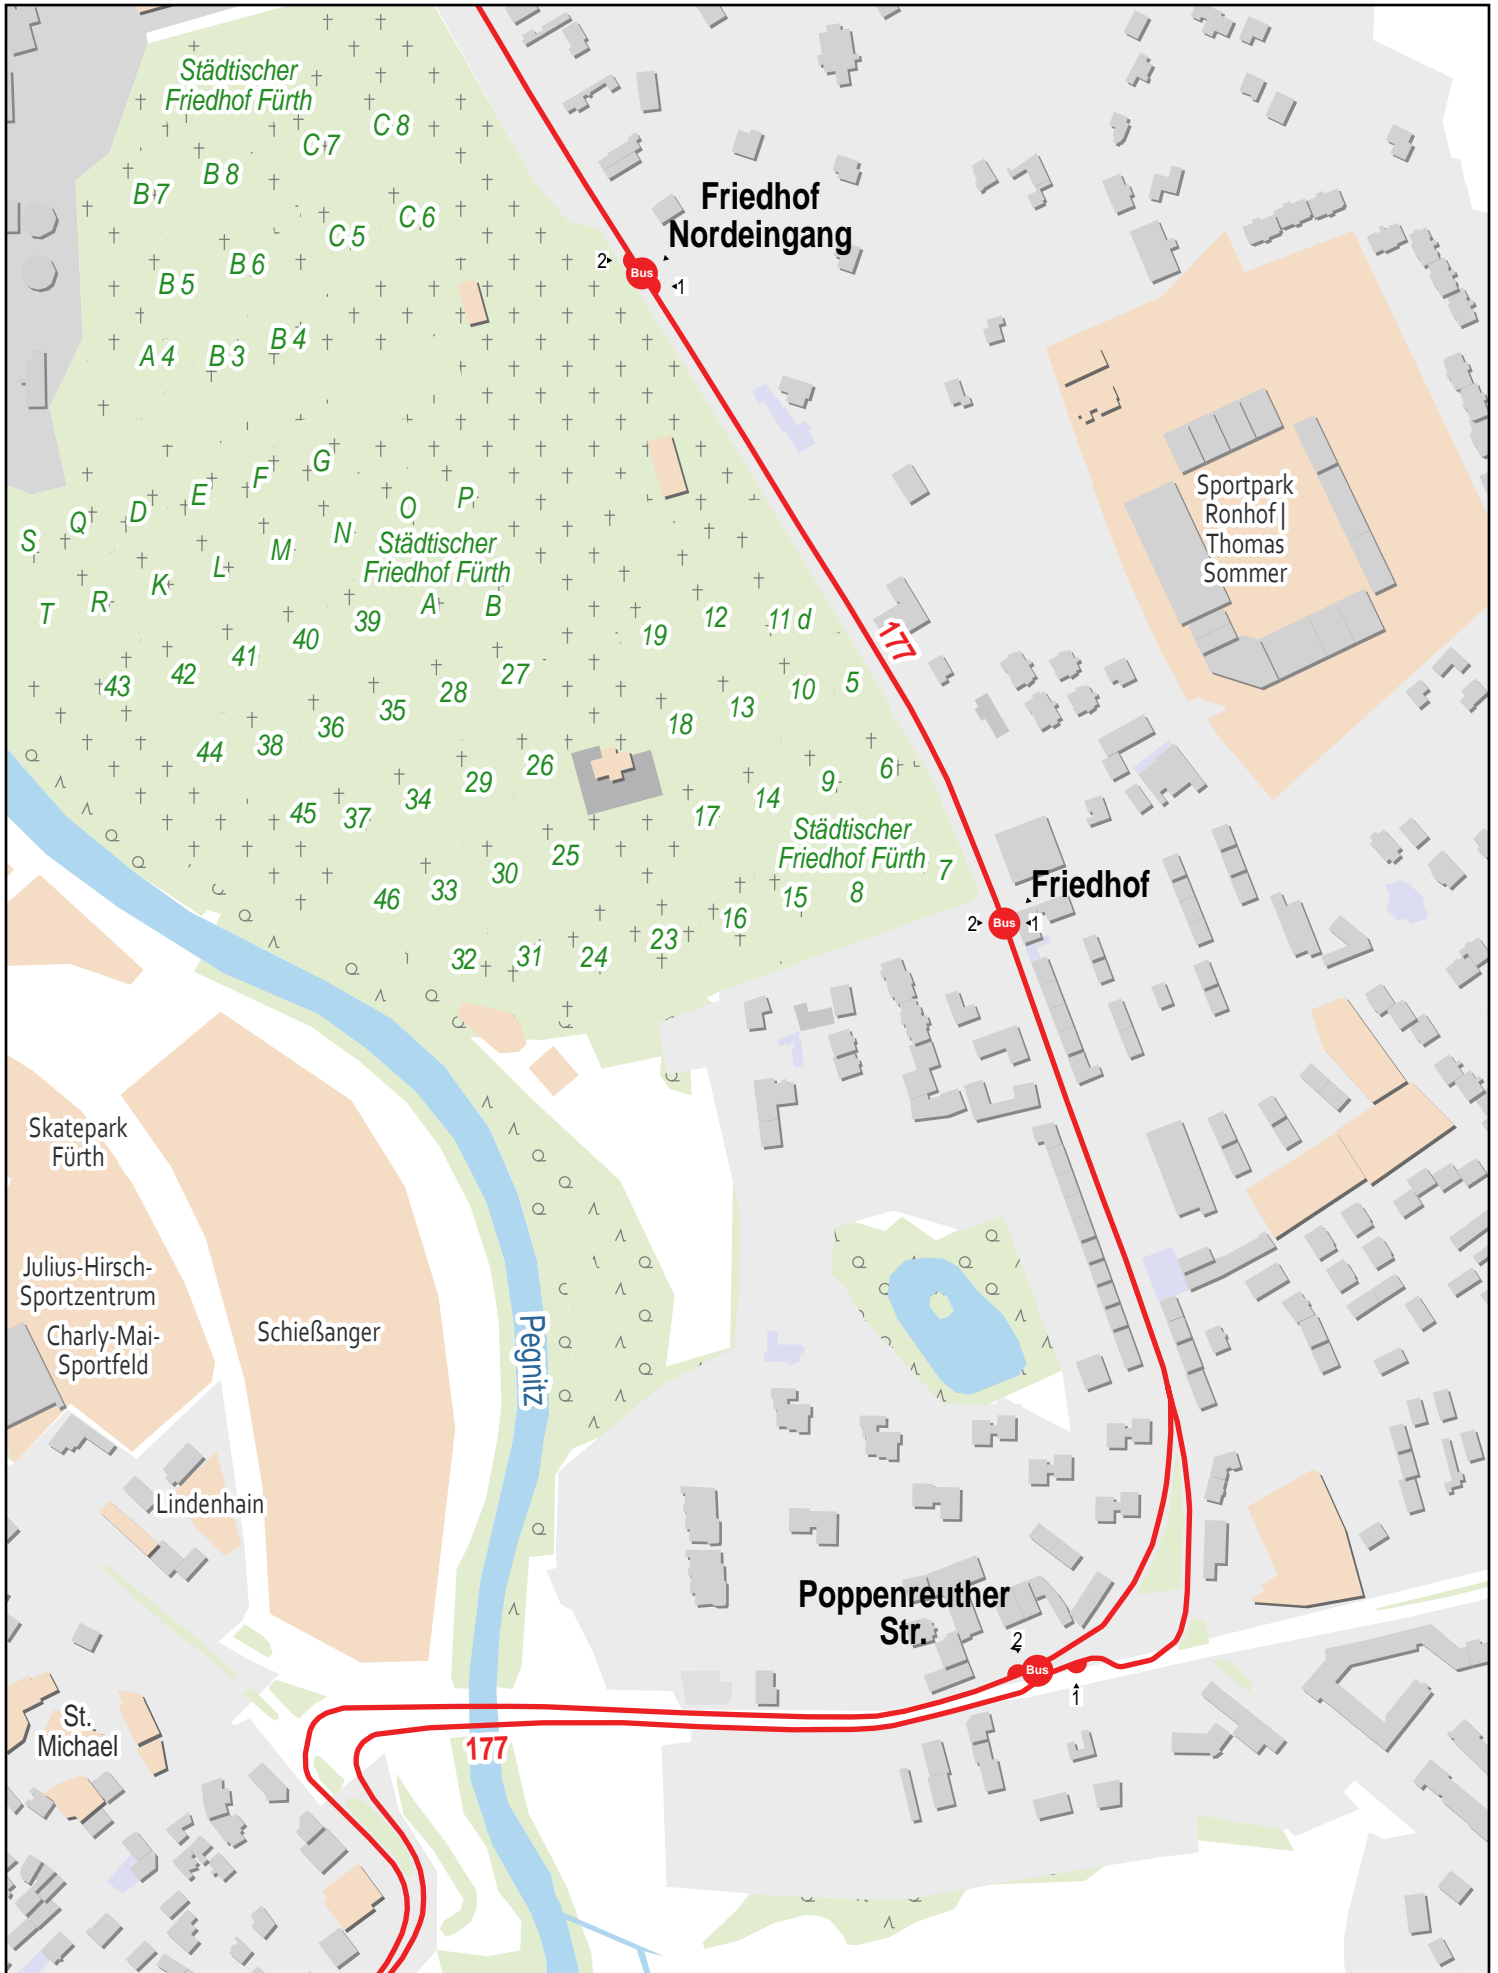 Städtischer
Friedhof Fürth
C 8
C 7
B 8
B 7
C 6
C 5
B 6
B 5
B 4
A 4
B 3
Friedhof
Nordeingang
2
Bus
1
G
F
E
D
Q
S
P
O
N
M
L
K
R
T
Städtischer
Friedhof Fürth
A
B
Sportpark
Ronhof |
Thomas
Sommer
177
39
40
41
42
43
19
12
11 d
27
28
35
36
38
44
5
10
13
18
26
29
34
37
45
6
9
14
17
Städtischer
Friedhof Fürth
7
8
15
16
25
30
33
46
23
24
31
32
Friedhof
2
Bus
1
Skatepark
Fürth
Julius-Hirsch-
Sportzentrum
Charly-Mai-
Sportfeld
Schießanger
Pegnitz
Lindenhain
Poppenreuther
Str.
2
Bus
1
St.
Michael
177